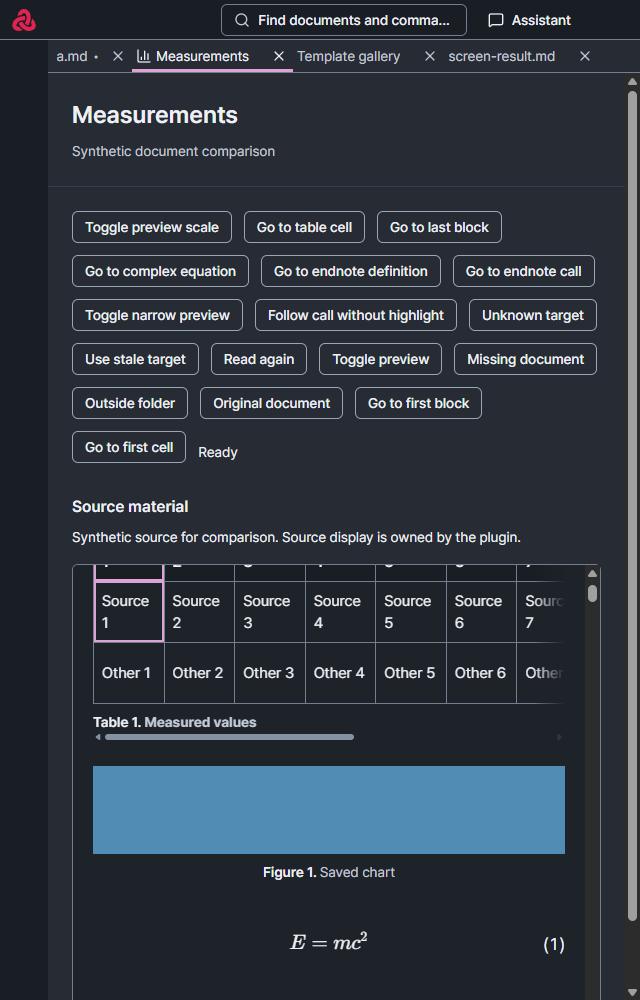 Find documents and comma...
Assistant
a.md •
Measurements
Template gallery
screen-result.md
Measurements
Synthetic document comparison
Toggle preview scale
Go to table cell
Go to last block
Go to complex equation
Go to endnote definition
Go to endnote call
Toggle narrow preview
Follow call without highlight
Unknown target
Use stale target
Read again
Toggle preview
Missing document
Outside folder
Original document
Go to first block
Go to first cell
Ready
Source material
Synthetic source for comparison. Source display is owned by the plugin.
Source 1
Source 2
Source 3
Source 4
Source 5
Source 6
Source 7
Other 1
Other 2
Other 3
Other 4
Other 5
Other 6
Other
Table 1. Measured values
Figure 1. Saved chart
E = mc²
(1)